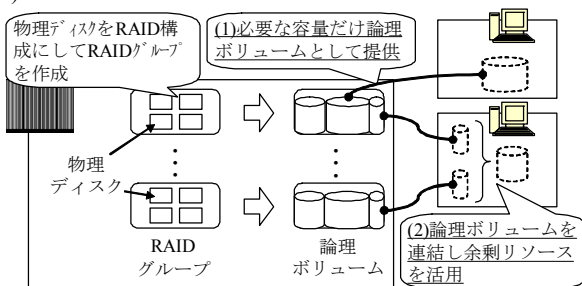 物理ディスクをRAID構
成にしてRAIDグループ
を作成
(1)必要な容量だけ論理
ボリュームとして提供
物理
ディスク
RAID
グループ
論理
ボリューム
(2)論理ボリュームを
連結し余剰リソース
を活用